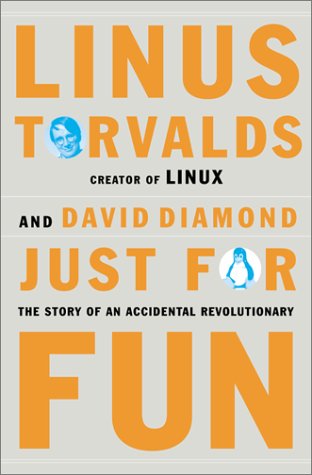 LINUS
TORVALDS
CREATOR OF LINUX
AND DAVID DIAMOND
JUST FOR
THE STORY OF AN ACCIDENTAL REVOLUTIONARY
FUN